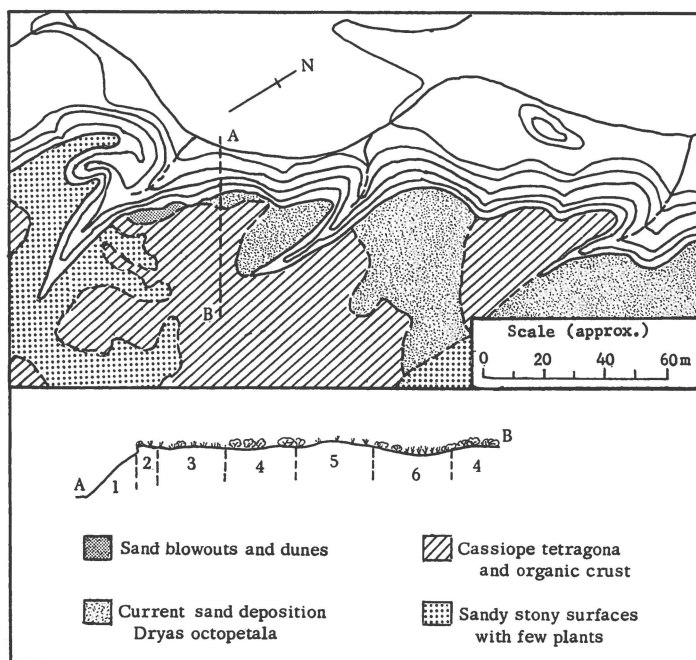 N
A
B
Scale (approx.)
0 20 40 60m
A 1 2 3 4 5 6 4 B
Sand blowouts and dunes
Current sand deposition
Dryas octopetala
Cassiope tetragona
and organic crust
Sandy stony surfaces
with few plants